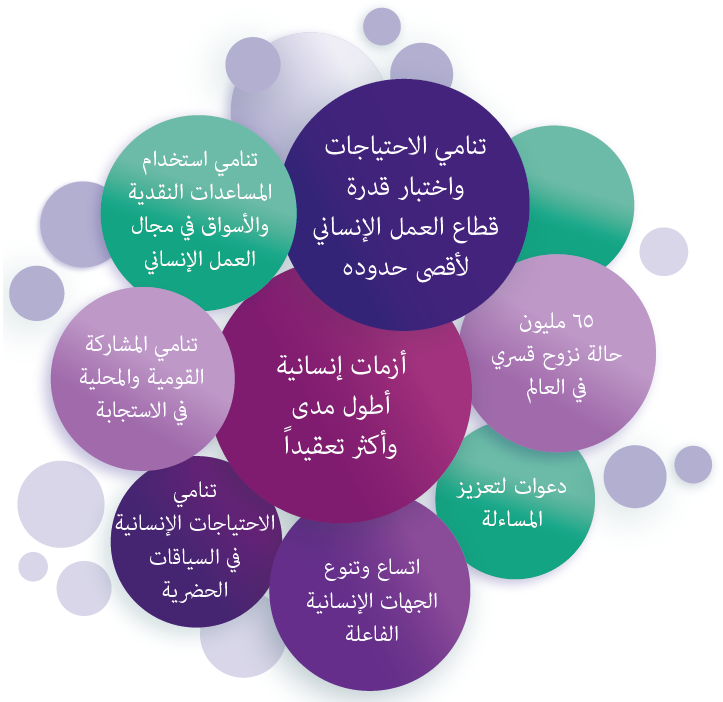 تنامي الاحتياجات
واختبار قدرة
قطاع العمل الإنساني
لأقصى حدوده
تنامي استخدام
المساعدات النقدية
والأسواق في مجال
العمل الإنساني
٦٥ مليون
حالة نزوح قسري
في العالم
أزمات إنسانية
أطول مدى
وأكثر تعقيداً
تنامي المشاركة
القومية والمحلية
في الاستجابة
دعوات لتعزيز
المساءلة
تنامي
الاحتياجات الإنسانية
في السياقات
الحضرية
اتساع وتنوع
الجهات الإنسانية
الفاعلة